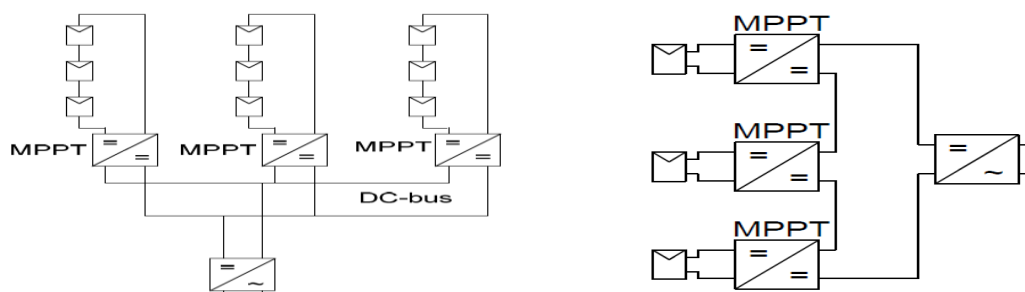 MPPT
MPPT
MPPT
DC-bus
=
=
=
=
=
=
=
~
MPPT
=
=
MPPT
=
=
MPPT
=
=
=
~